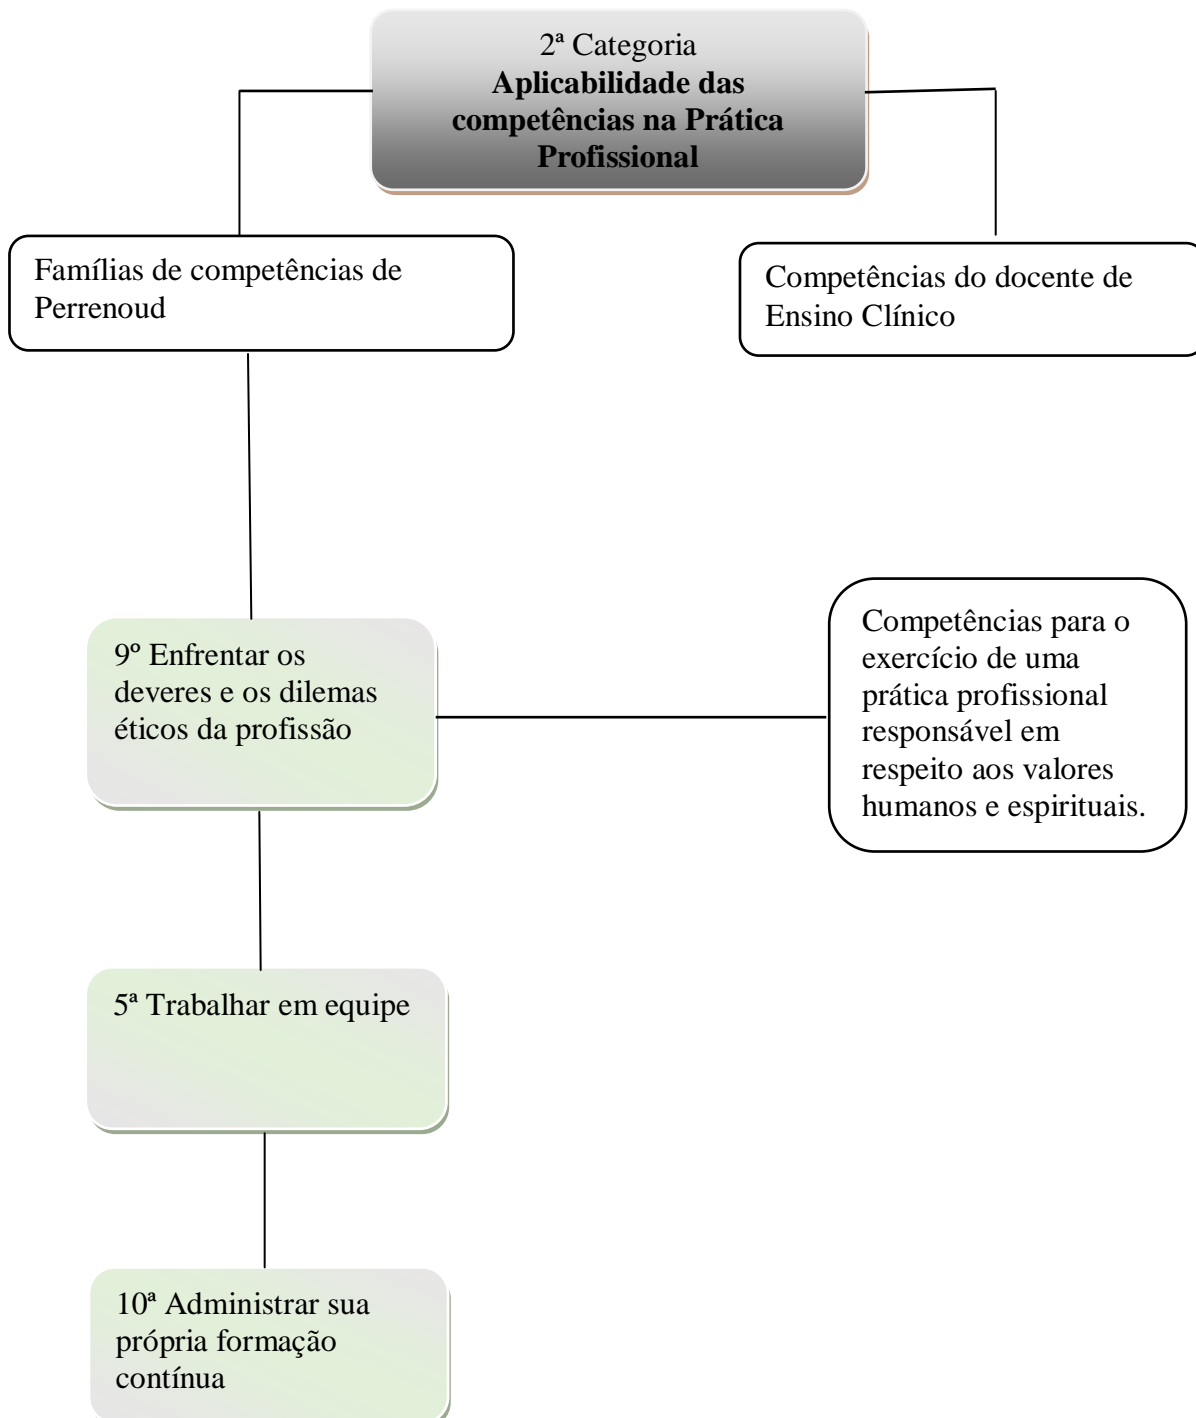 2ª Categoria
Aplicabilidade das
competências na Prática
Profissional
Famílias de competências de
Perrenoud
Competências do docente de
Ensino Clínico
9º Enfrentar os
deveres e os dilemas
éticos da profissão
Competências para o
exercício de uma
prática profissional
responsável em
respeito aos valores
humanos e espirituais.
5ª Trabalhar em equipe
10ª Administrar sua
própria formação
contínua